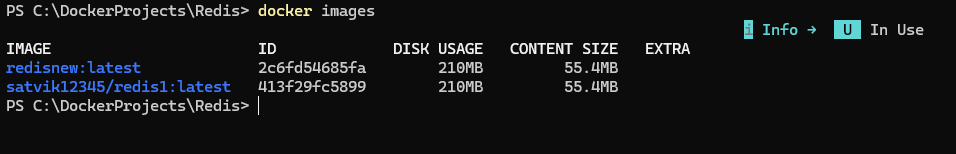 PS C:\DockerProjects\Redis> docker images
i Info → U In Use
IMAGE ID DISK USAGE CONTENT SIZE EXTRA
redisnew:latest 2c6fd54685fa 210MB 55.4MB
satvik12345/redis1:latest 413f29fc5899 210MB 55.4MB
PS C:\DockerProjects\Redis>